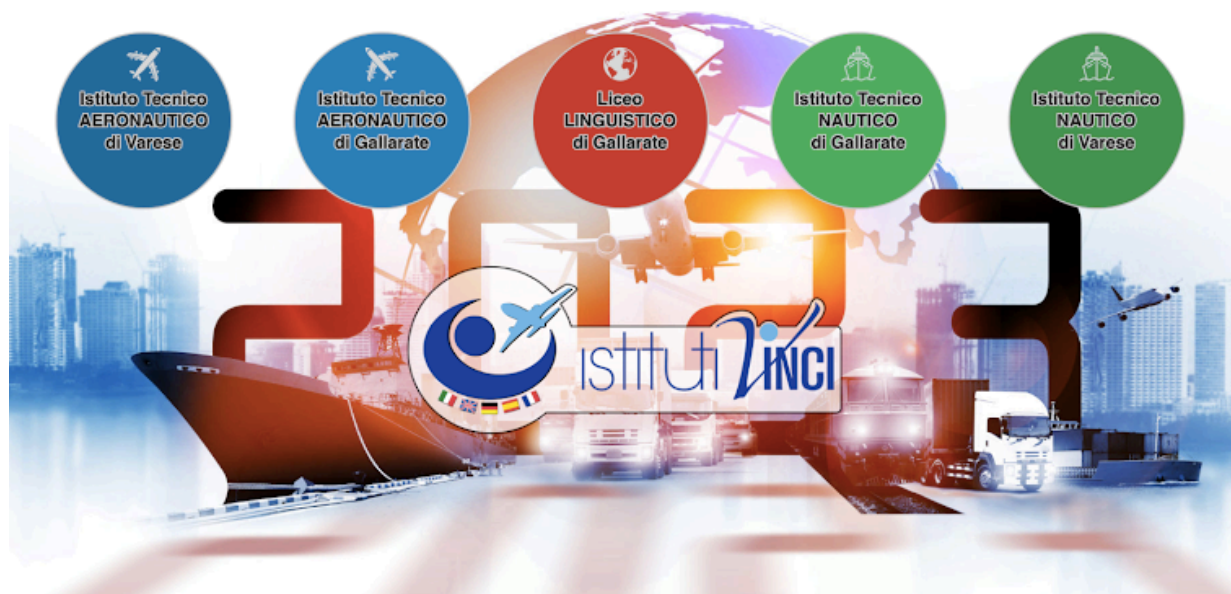 Istituto Tecnico
AERONAUTICO
di Varese
Istituto Tecnico
AERONAUTICO
di Gallarate
Liceo
LINGUISTICO
di Gallarate
Istituto Tecnico
NAUTICO
di Gallarate
Istituto Tecnico
NAUTICO
di Varese
2023
istituti VINCI